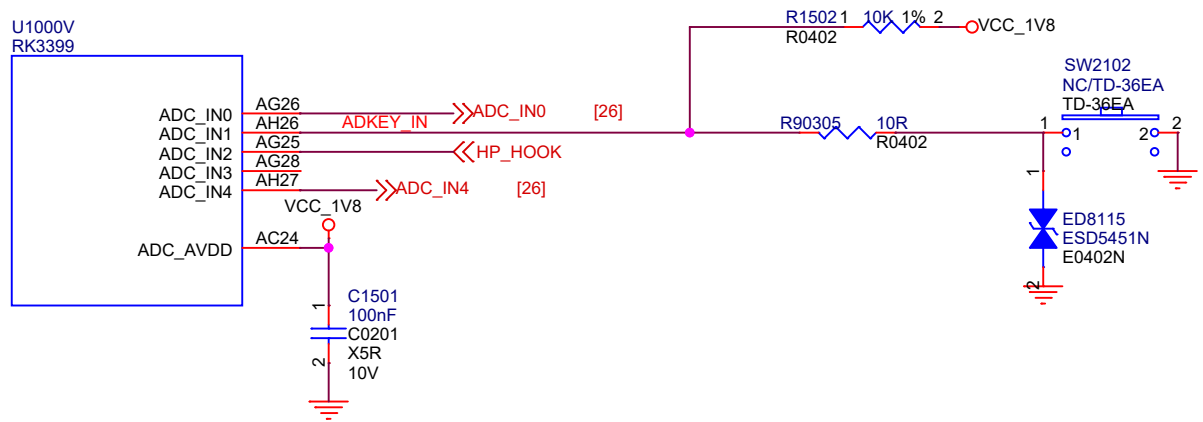 U1000V
RK3399
ADC_IN0 AG26 ADC_IN0 [26]
ADC_IN1 AH26 ADKEY_IN
ADC_IN2 AG25 HP_HOOK
ADC_IN3 AG28
ADC_IN4 AH27 ADC_IN4 [26]
VCC_1V8
ADC_AVDD AC24
1
C1501
100nF
C0201
X5R
10V
2
R1502 1 10K 1% 2 VCC_1V8
R0402
R90305 10R
R0402
SW2102
NC/TD-36EA
TD-36EA
1 1 2 2
1
ED8115
ESD5451N
E0402N
2